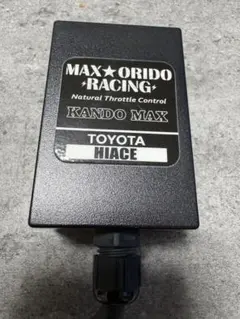 MAX★ORIDO
RACING
Natural Throttle Control
KANDO MAX
TOYOTA
HIACE